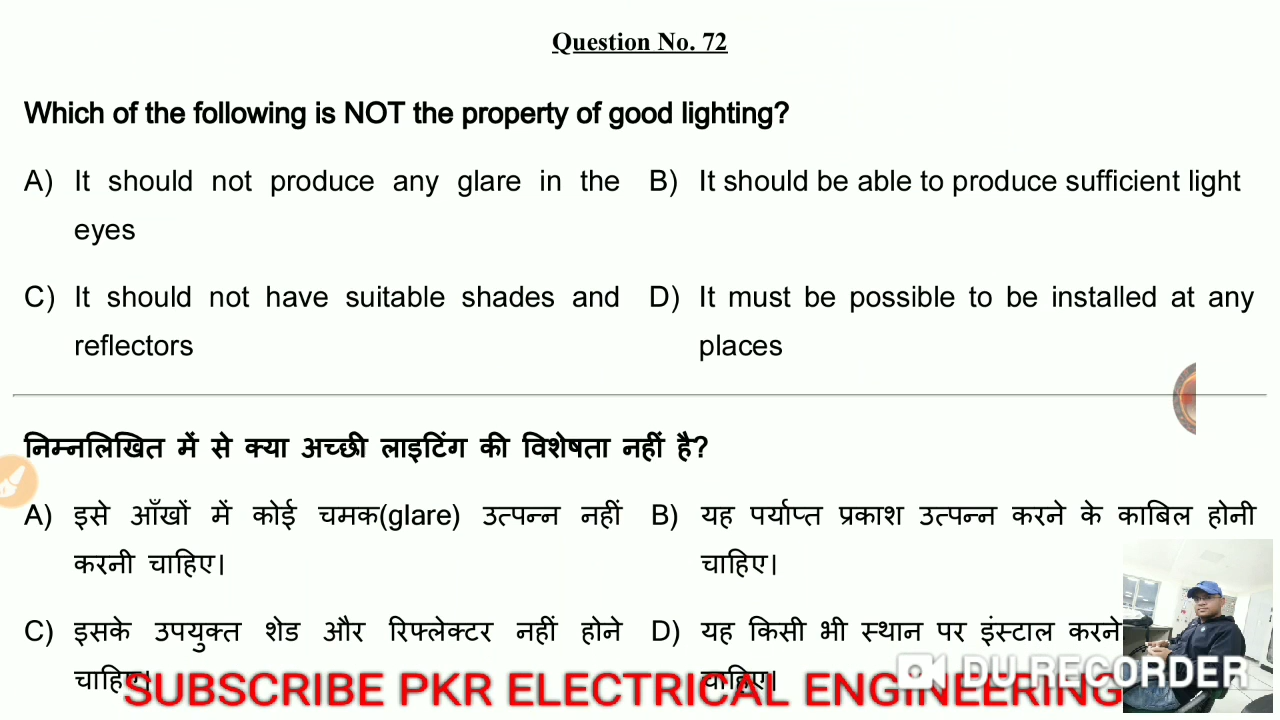 Question No. 72
Which of the following is NOT the property of good lighting?
A) It should not produce any glare in the eyes
B) It should be able to produce sufficient light
C) It should not have suitable shades and reflectors
D) It must be possible to be installed at any places
निम्नलिखित में से क्या अच्छी लाइटिंग की विशेषता नहीं है?
A) इसे आँखों में कोई चमक(glare) उत्पन्न नहीं करनी चाहिए।
B) यह पर्याप्त प्रकाश उत्पन्न करने के काबिल होनी चाहिए।
C) इसके उपयुक्त शेड और रिफ्लेक्टर नहीं होने चाहिए।
D) यह किसी भी स्थान पर इंस्टाल करने चाहिए।
SUBSCRIBE PKR ELECTRICAL ENGINEERING
DU RECORDER